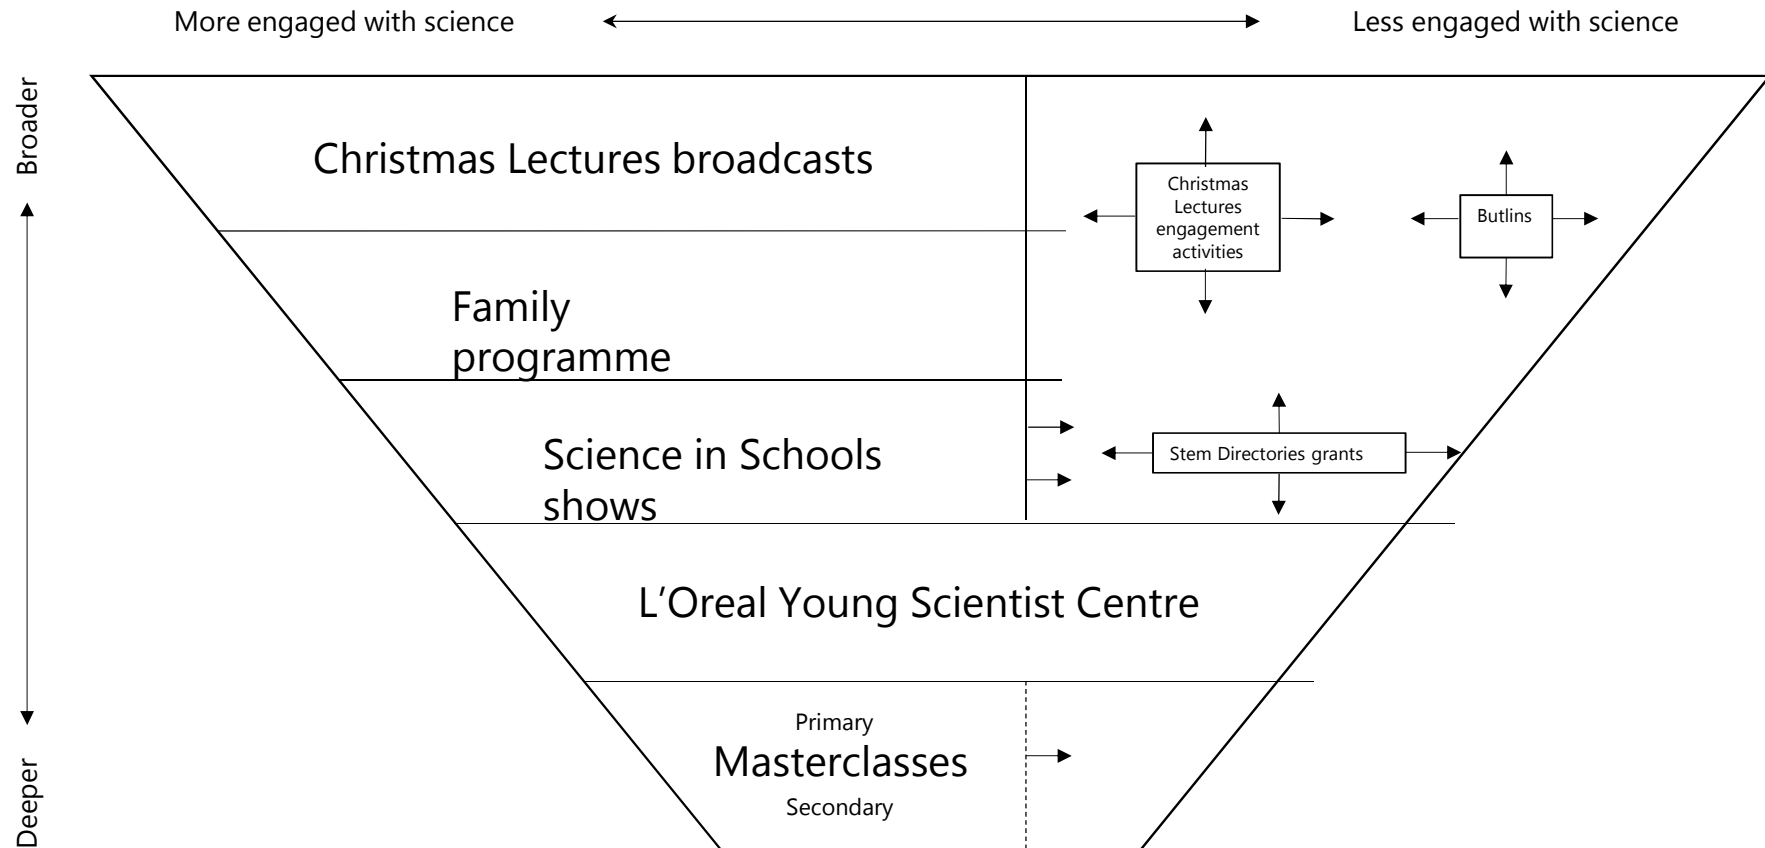 More engaged with science
Less engaged with science
Broader
Christmas Lectures broadcasts
Christmas
Lectures
engagement
activities
Butlins
Family
programme
Science in Schools
shows
Stem Directories grants
L’Oreal Young Scientist Centre
Primary
Masterclasses
Secondary
Deeper